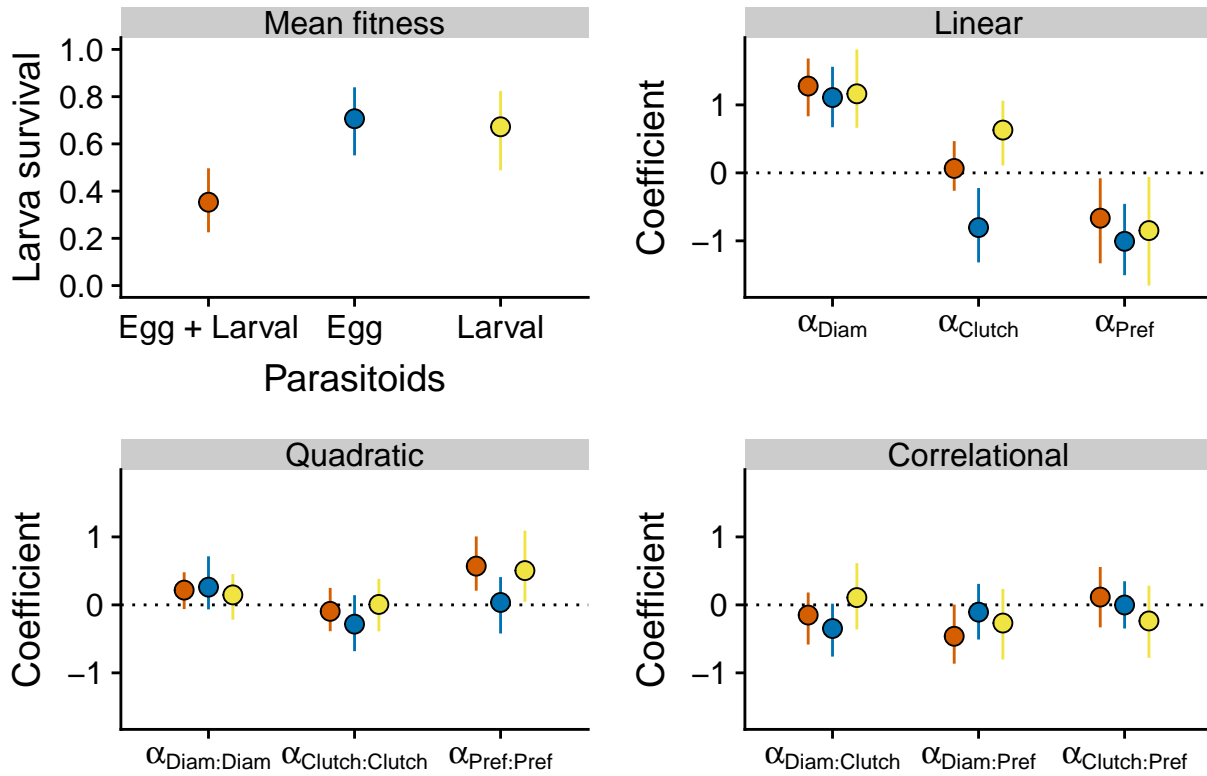 Mean fitness
Larva survival
1.0
0.8
0.6
0.4
0.2
0.0
Egg + Larval Egg Larval
Parasitoids
Linear
Coefficient
1
0
−1
αDiam αClutch αPref
Quadratic
Coefficient
1
0
−1
αDiam:Diam αClutch:Clutch αPref:Pref
Correlational
Coefficient
1
0
−1
αDiam:Clutch αDiam:Pref αClutch:Pref